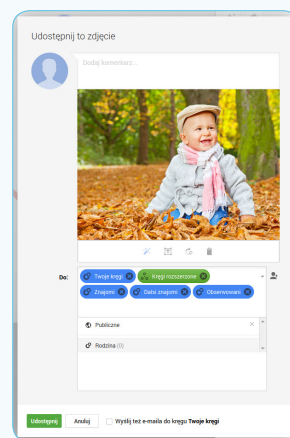 Udostępnij to zdjęcie
Dodaj komentarz...
Do:
Twoje kręgi
Kręgi rozszerzone
Znajomi
Dalsi znajomi
Obserwowani
Publiczne
Rodzina (0)
Udostępnij
Anuluj
Wyślij też e-maila do kręgu Twoje kręgi